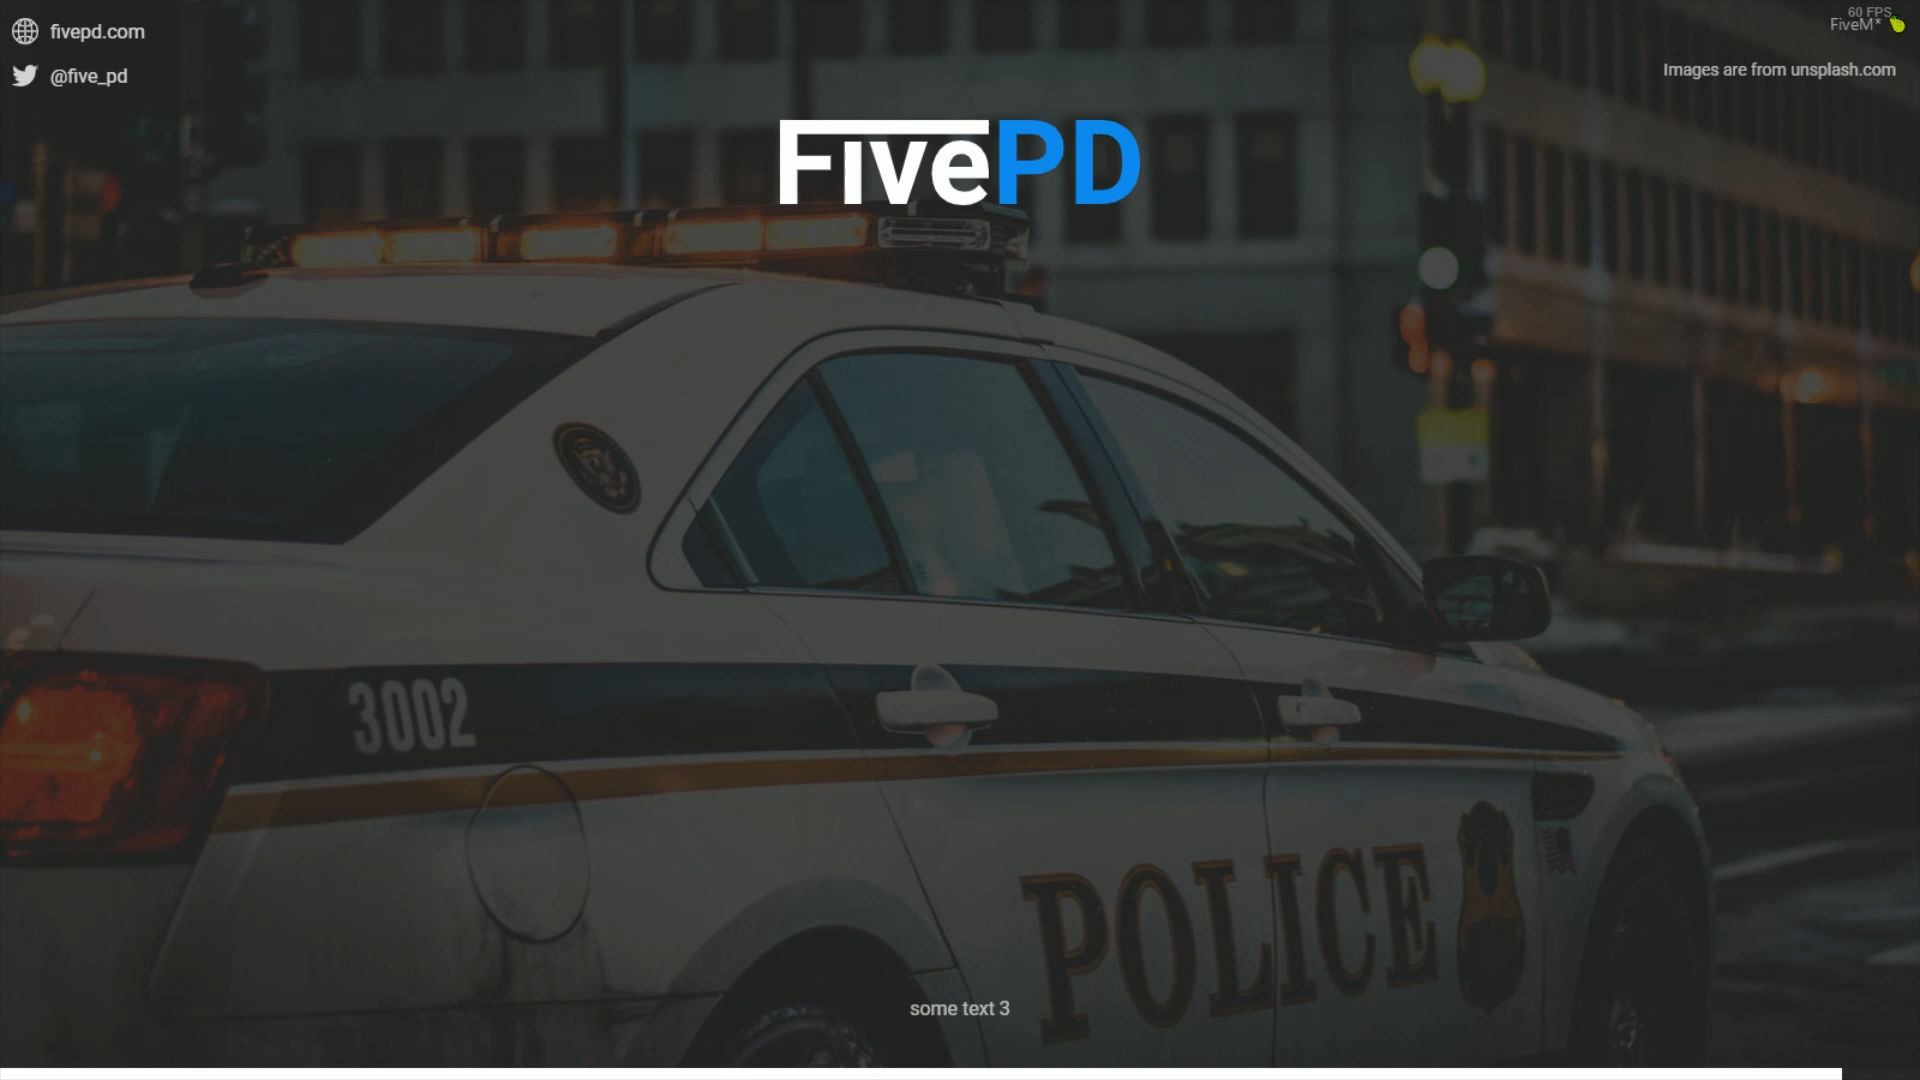 fivepd.com
@five_pd
60 FPS
FiveM*
Images are from unsplash.com
FivePD
3002
POLICE
some text 3